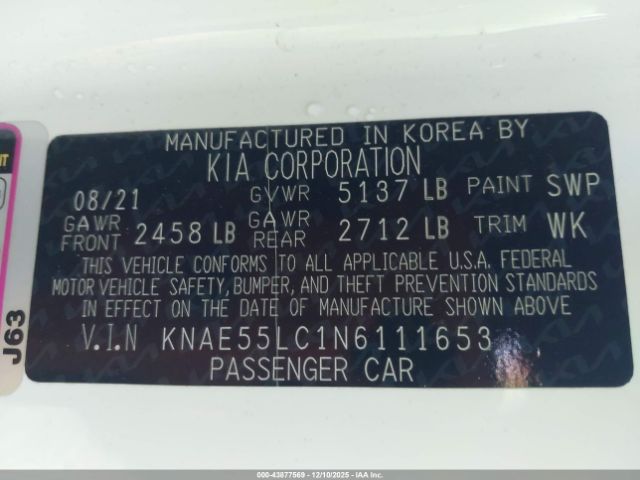 MANUFACTURED IN KOREA BY
KIA CORPORATION
08/21 GVWR 5137 LB PAINT SWP
GAWR FRONT 2458 LB GAWR REAR 2712 LB TRIM WK
THIS VEHICLE CONFORMS TO ALL APPLICABLE U.S.A. FEDERAL
MOTOR VEHICLE SAFETY, BUMPER, AND THEFT PREVENTION STANDARDS
IN EFFECT ON THE DATE OF MANUFACTURE SHOWN ABOVE
V.I.N KNAE55LC1N6111653
PASSENGER CAR
J63
000-43877569 - 12/10/2025 - IAA Inc.